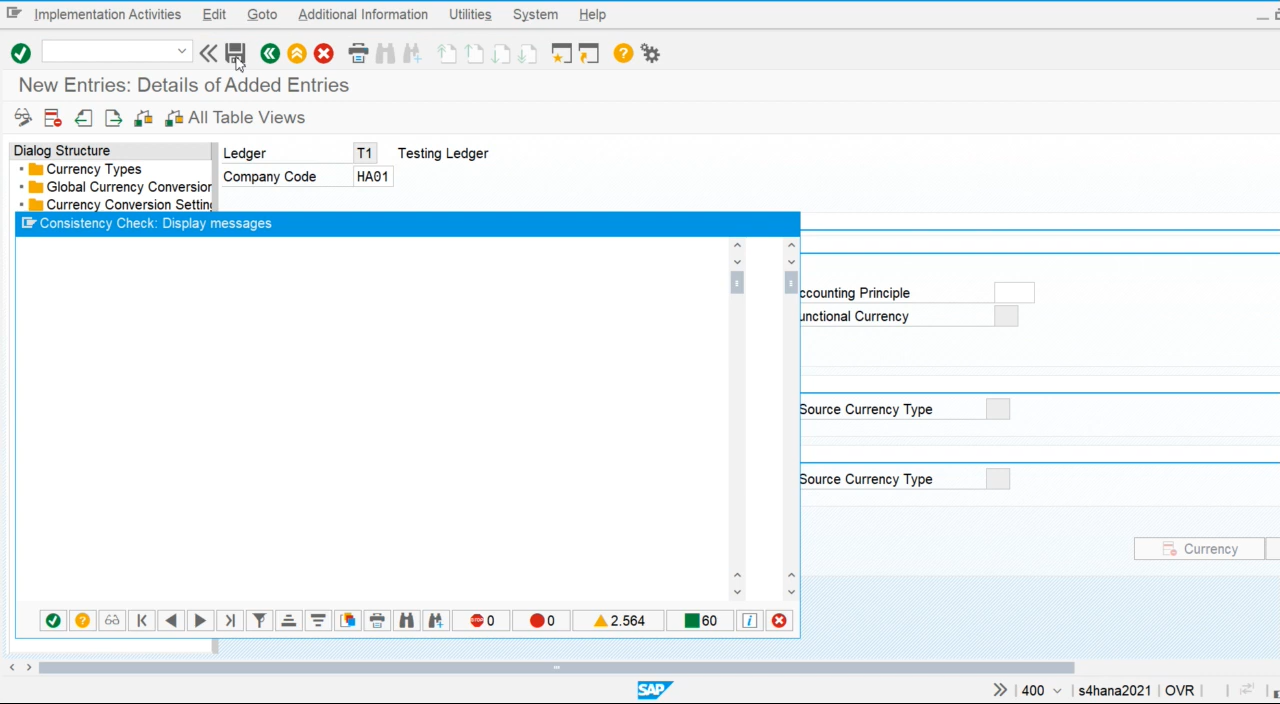 Implementation Activities Edit Goto Additional Information Utilities System Help
New Entries: Details of Added Entries
All Table Views
Dialog Structure
Currency Types
Global Currency Conversion
Currency Conversion Settin
Ledger T1 Testing Ledger
Company Code HA01
Consistency Check: Display messages
ccounting Principle
unctional Currency
Source Currency Type
Source Currency Type
Currency
STOP 0 0 2.564 60
SAP 400 s4hana2021 OVR